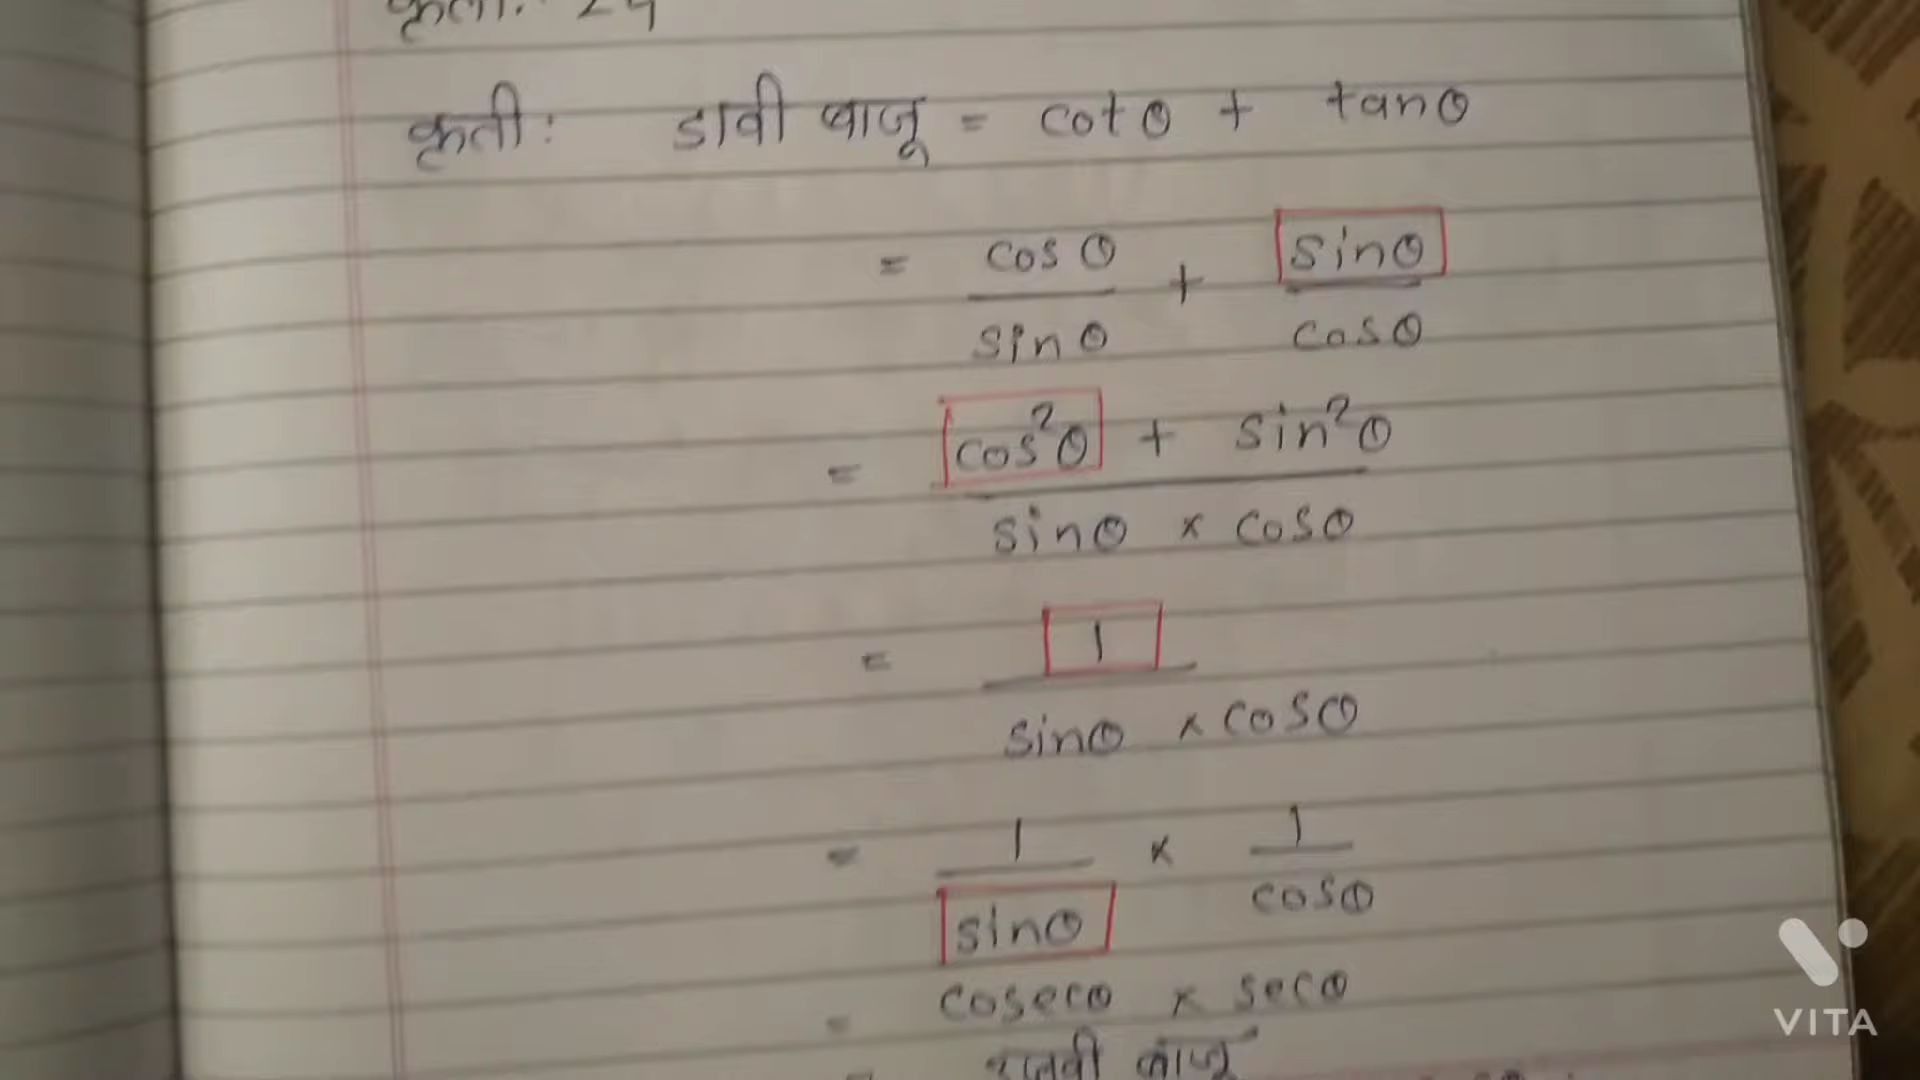 कृती: डावी बाजू = cotθ + tanθ
= cosθ/sinθ + sinθ/cosθ
= cos²θ + sin²θ / sinθ × cosθ
= 1 / sinθ × cosθ
= 1/sinθ × 1/cosθ
= cosecθ × secθ
= बाजू
VITA